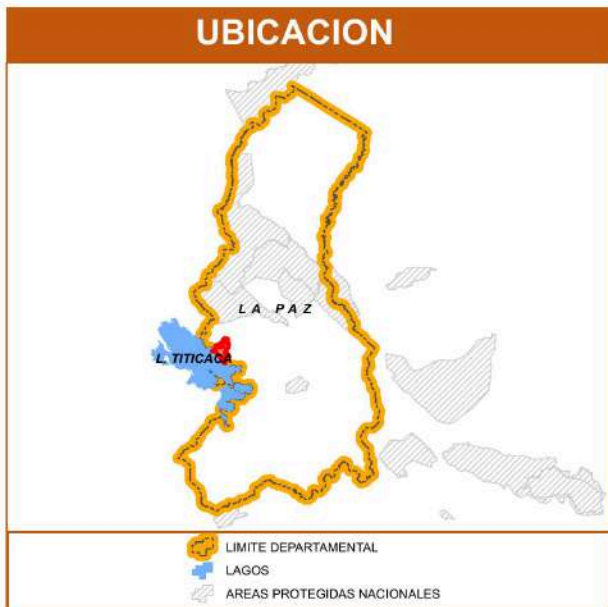 UBICACION
LA PAZ
L. TITICACA
LIMITE DEPARTAMENTAL
LAGOS
AREAS PROTEGIDAS NACIONALES